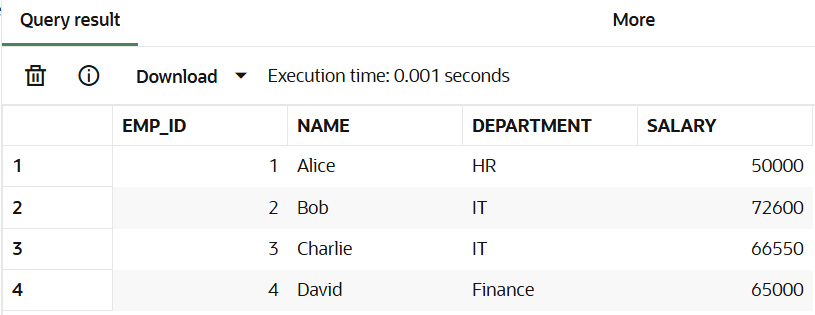 Query result More
Download Execution time: 0.001 seconds
EMP_ID NAME DEPARTMENT SALARY
1 1 Alice HR 50000
2 2 Bob IT 72600
3 3 Charlie IT 66550
4 4 David Finance 65000